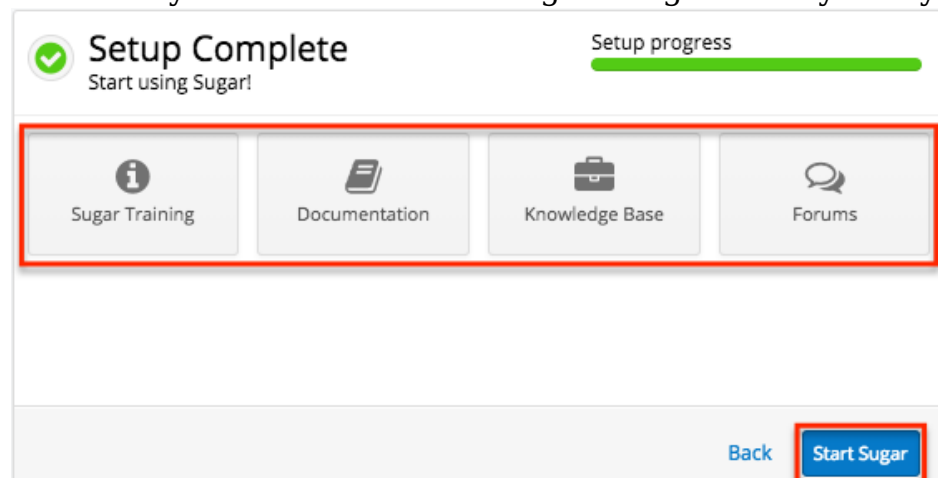 Setup Complete
Start using Sugar!
Setup progress
Sugar Training
Documentation
Knowledge Base
Forums
Back
Start Sugar